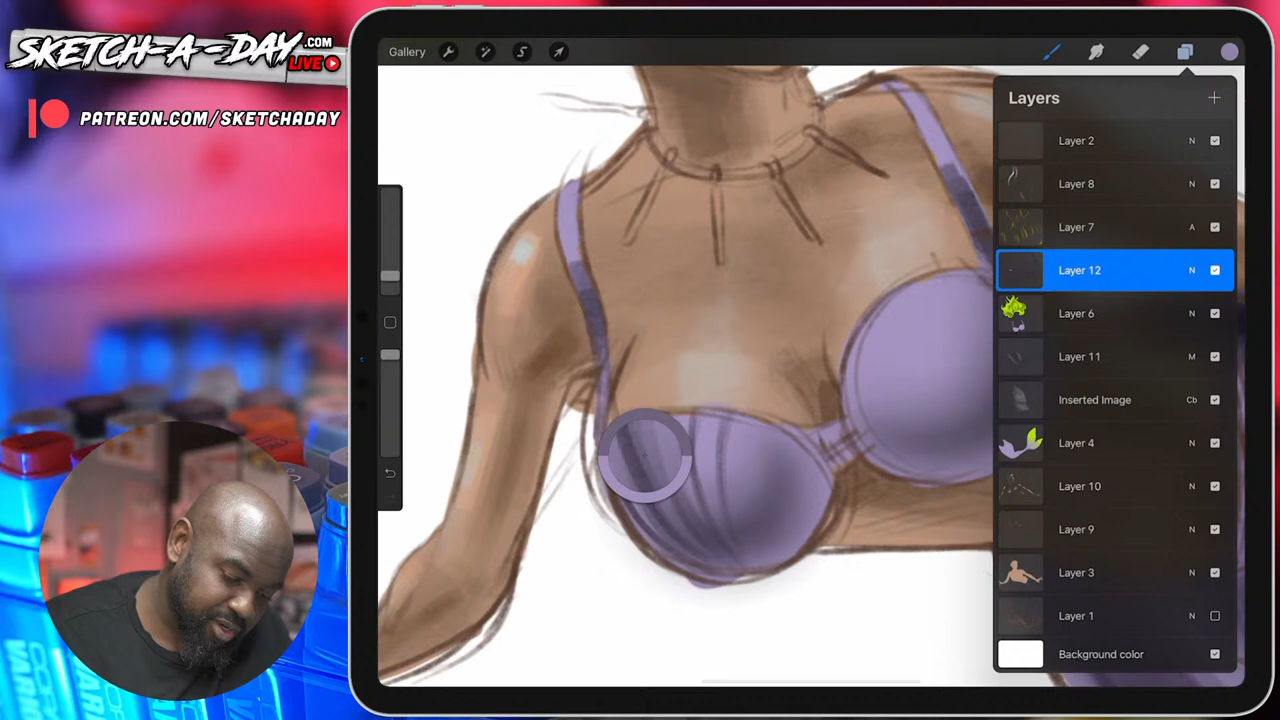 SKETCH-A-DAY.COM
LIVE
PATREON.COM/SKETCHADAY
Gallery
Layers
Layer 2 N
Layer 8 N
Layer 7 A
Layer 12 N
Layer 6 N
Layer 11 M
Inserted Image Cb
Layer 4 N
Layer 10 N
Layer 9 N
Layer 3 N
Layer 1 N
Background color